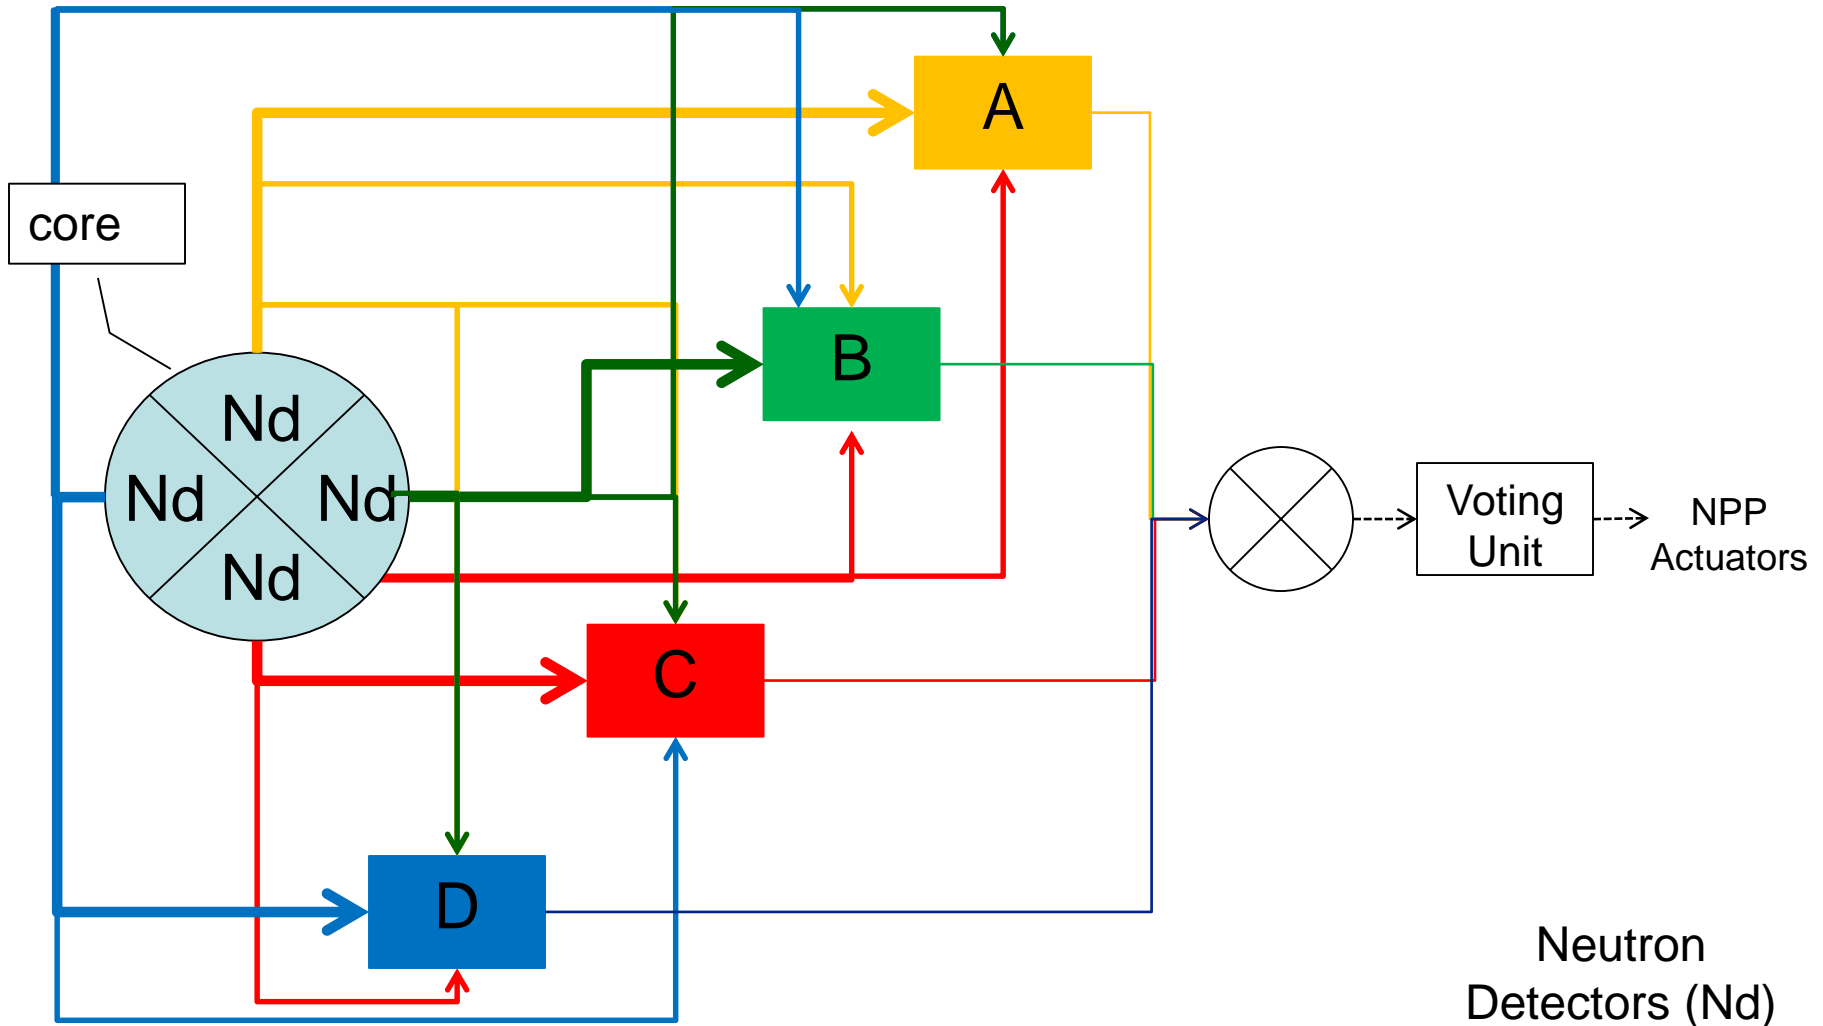 A
core
B
Nd
Nd
Nd
Nd
Voting
Unit
NPP
Actuators
C
D
Neutron
Detectors (Nd)